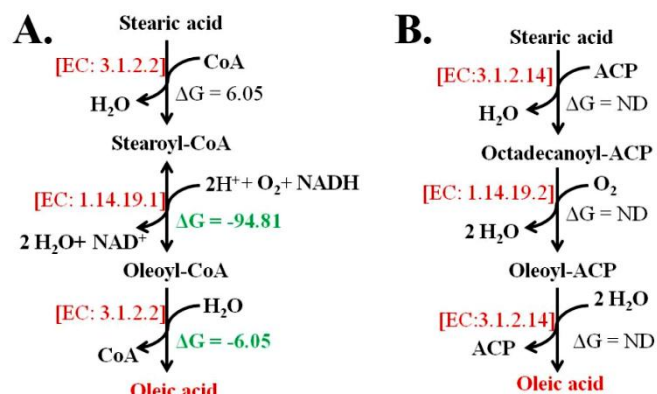 A.
Stearic acid
[EC: 3.1.2.2]
CoA
H₂O
ΔG = 6.05
Stearoyl-CoA
2H⁺ + O₂ + NADH
[EC: 1.14.19.1]
ΔG = -94.81
2 H₂O + NAD⁺
Oleoyl-CoA
H₂O
[EC: 3.1.2.2]
ΔG = -6.05
CoA
Oleic acid
B.
Stearic acid
[EC:3.1.2.14]
ACP
H₂O
ΔG = ND
Octadecanoyl-ACP
[EC: 1.14.19.2]
O₂
ΔG = ND
2 H₂O
Oleoyl-ACP
2 H₂O
[EC:3.1.2.14]
ΔG = ND
ACP
Oleic acid